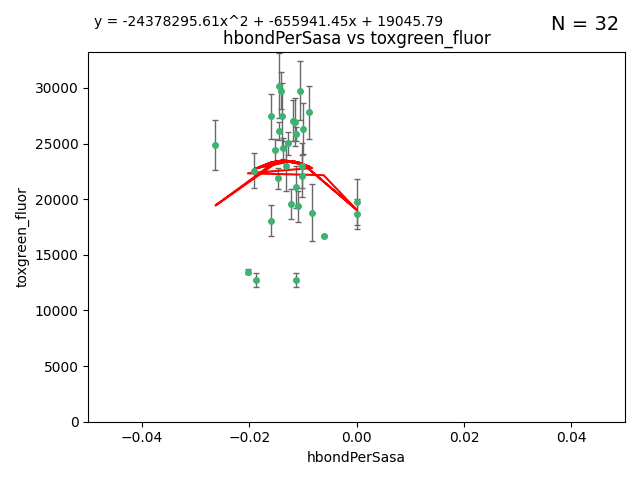 y = -24378295.61x^2 + -655941.45x + 19045.79
N = 32
hbondPerSasa vs toxgreen_fluor
toxgreen_fluor
30000
25000
20000
15000
10000
5000
0
−0.04
−0.02
0.00
0.02
0.04
hbondPerSasa